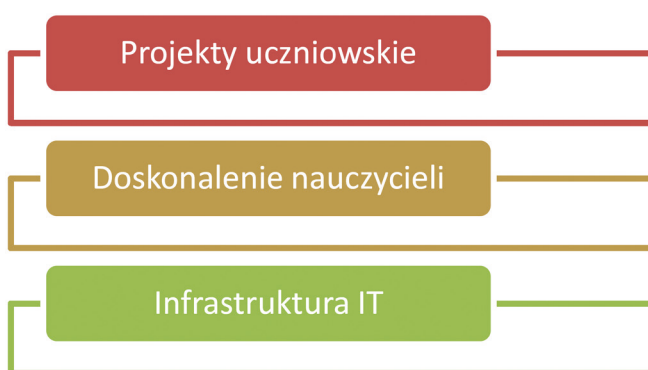 Projekty uczniowskie
Doskonalenie nauczycieli
Infrastruktura IT